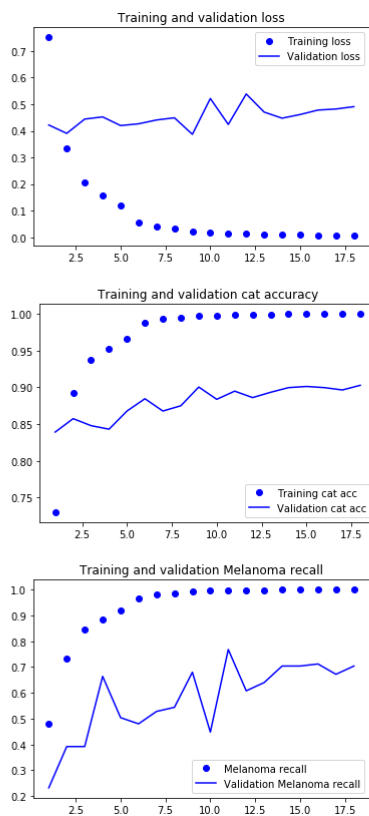 Training and validation loss
Training loss
Validation loss
0.7
0.6
0.5
0.4
0.3
0.2
0.1
0.0
2.5 5.0 7.5 10.0 12.5 15.0 17.5
Training and validation cat accuracy
1.00
0.95
0.90
0.85
0.80
0.75
Training cat acc
Validation cat acc
2.5 5.0 7.5 10.0 12.5 15.0 17.5
Training and validation Melanoma recall
1.0
0.9
0.8
0.7
0.6
0.5
0.4
0.3
0.2
Melanoma recall
Validation Melanoma recall
2.5 5.0 7.5 10.0 12.5 15.0 17.5